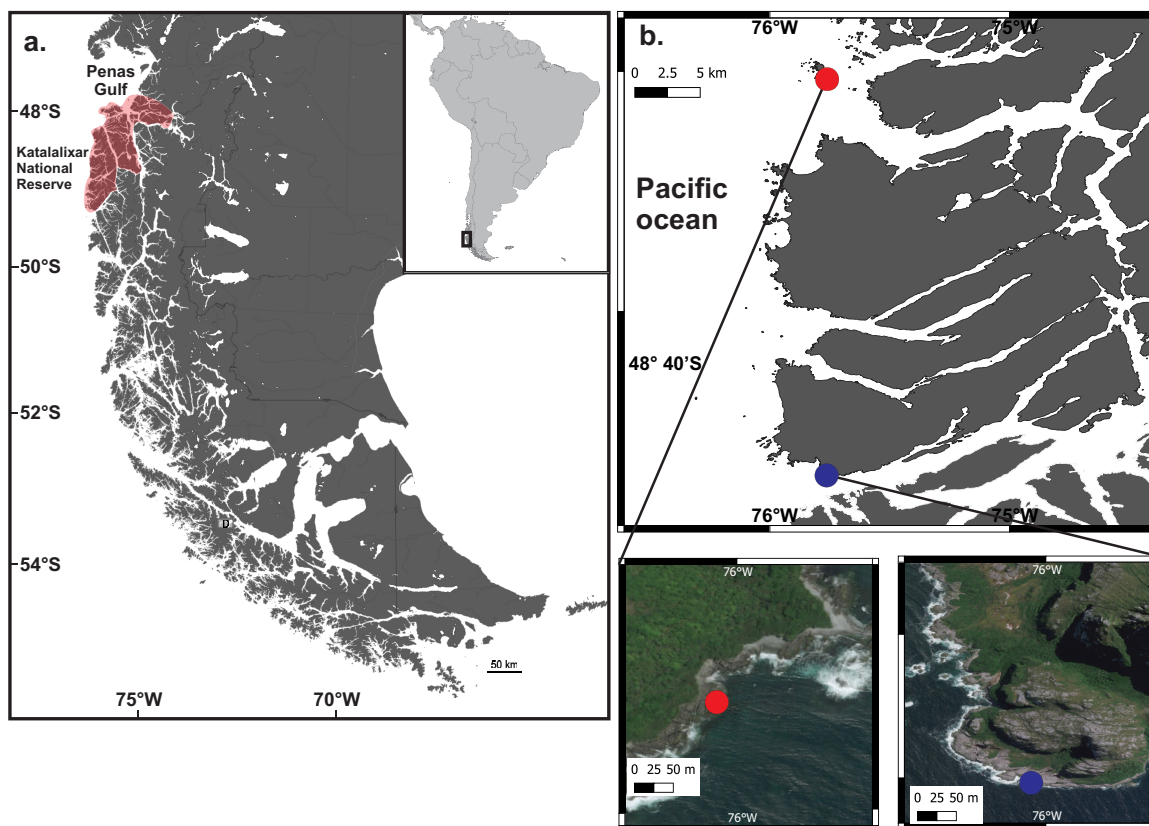 a.
Penas
Gulf
48°S
Katalalixar
National
Reserve
50°S
52°S
D
54°S
50 km
75°W
70°W
b.
76°W
75°W
0 2.5 5 km
Pacific
ocean
48° 40'S
76°W
75°W
76°W
0 25 50 m
76°W
76°W
0 25 50 m
76°W